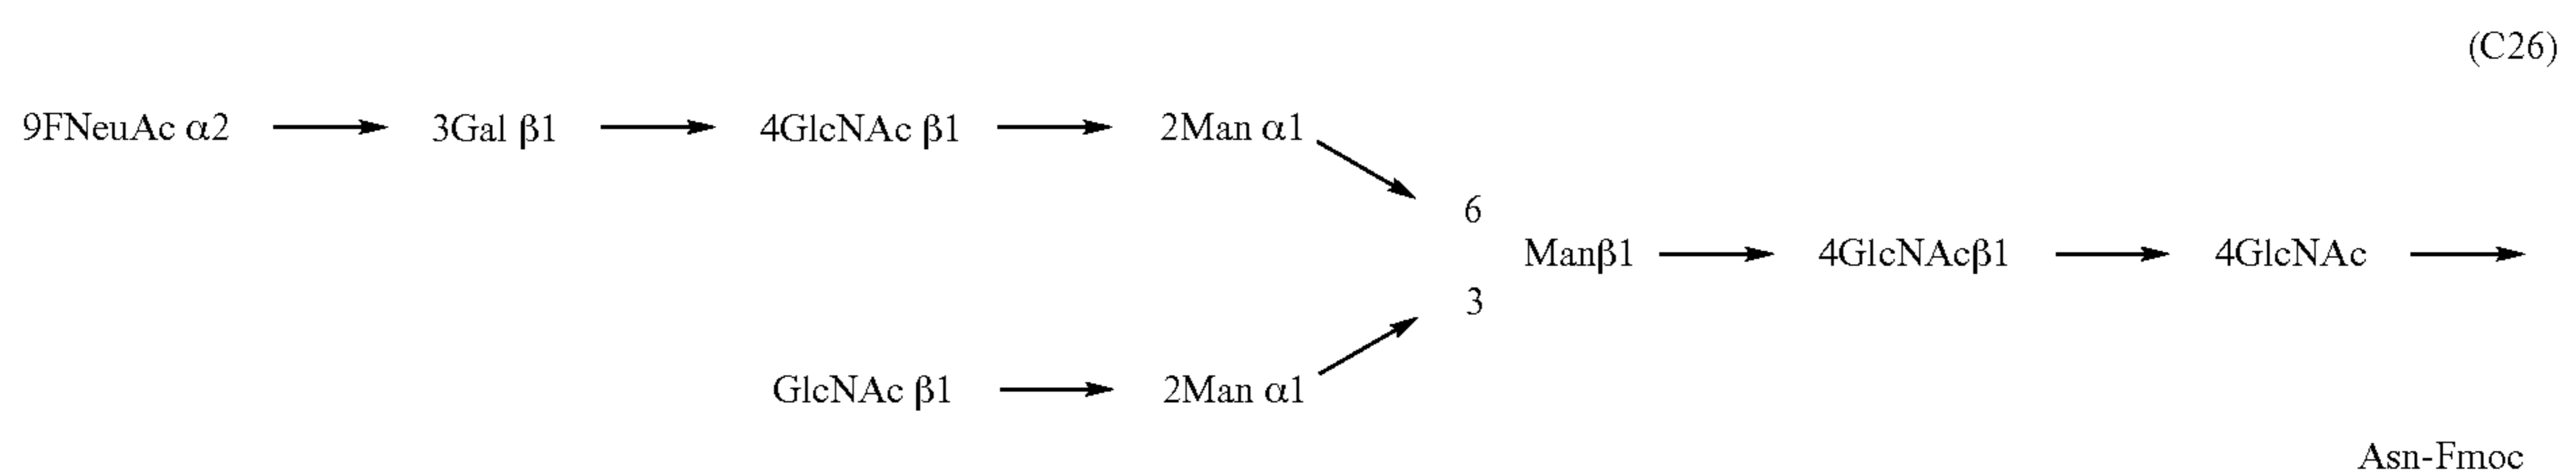 (C26)
9FNeuAc α2 ⟶ 3Gal β1 ⟶ 4GlcNAc β1 ⟶ 2Man α1
6
Manβ1 ⟶ 4GlcNAcβ1 ⟶ 4GlcNAc ⟶
3
GlcNAc β1 ⟶ 2Man α1
Asn-Fmoc